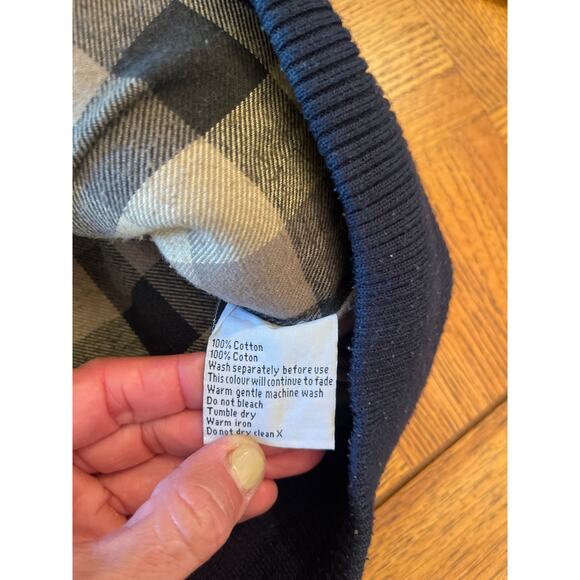 100% Cotton
100% Coton
Wash separately before use
This colour will continue to fade
Warm gentle machine wash
Do not bleach
Tumble dry
Warm iron
Do not dry clean X